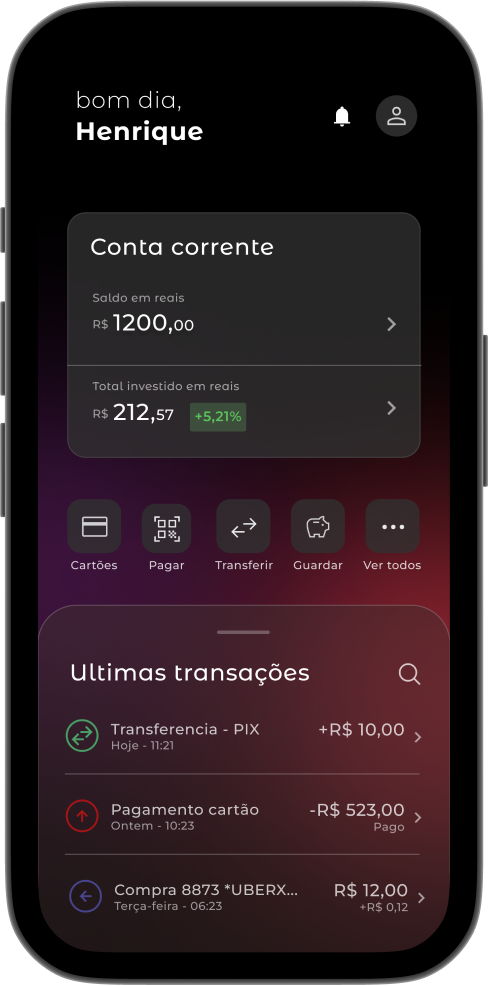 bom dia,
Henrique
Conta corrente
Saldo em reais
R$ 1200,00
Total investido em reais
R$ 212,57 +5,21%
Cartões Pagar Transferir Guardar Ver todos
Ultimas transações
Transferencia - PIX +R$ 10,00
Hoje - 11:21
Pagamento cartão -R$ 523,00
Ontem - 10:23 Pago
Compra 8873 *UBERX... R$ 12,00
Terça-feira - 06:23 +R$ 0,12